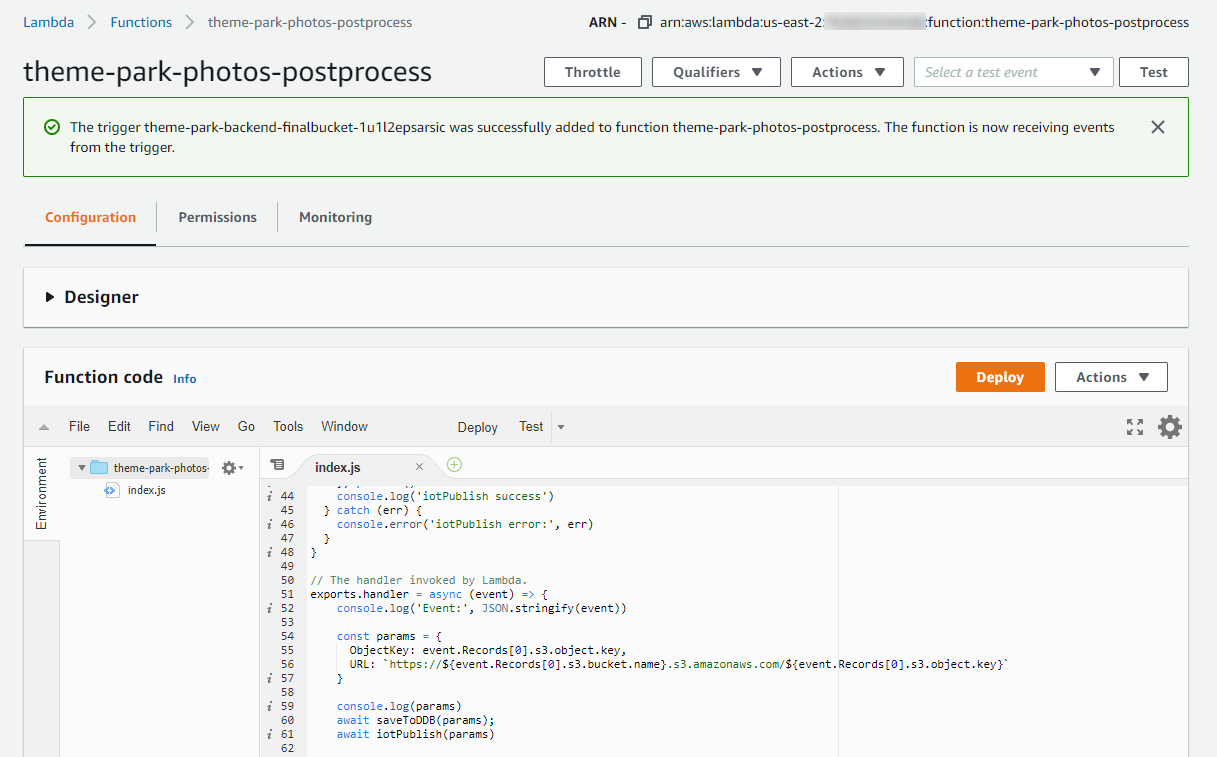 Lambda Functions theme-park-photos-postprocess ARN - arn:aws:lambda:us-east-2: :function:theme-park-photos-postprocess
theme-park-photos-postprocess Throttle Qualifiers Actions Select a test event Test
The trigger theme-park-backend-finalbucket-1u1l2epsarsic was successfully added to function theme-park-photos-postprocess. The function is now receiving events
from the trigger.
Configuration Permissions Monitoring
Designer
Function code Info Deploy Actions
File Edit Find View Go Tools Window Deploy Test
Environment
theme-park-photos-
index.js
index.js
44 console.log('iotPublish success')
45 } catch (err) {
46 console.error('iotPublish error:', err)
47 }
48 }
49
50 // The handler invoked by Lambda.
51 exports.handler = async (event) => {
52 console.log('Event:', JSON.stringify(event))
53
54 const params = {
55 ObjectKey: event.Records[0].s3.object.key,
56 URL: `https://${event.Records[0].s3.bucket.name}.s3.amazonaws.com/${event.Records[0].s3.object.key}`
57 }
58
59 console.log(params)
60 await saveToDDB(params);
61 await iotPublish(params)
62